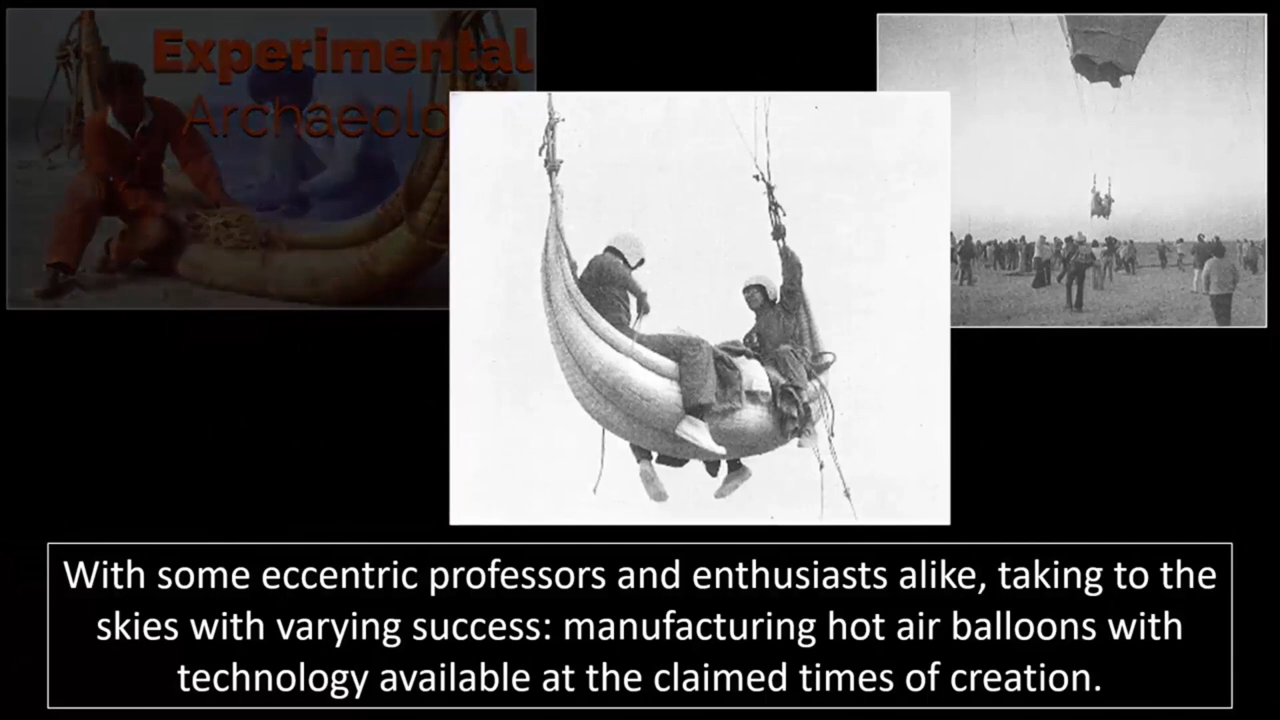 Experimental
Archaeolo
With some eccentric professors and enthusiasts alike, taking to the
skies with varying success: manufacturing hot air balloons with
technology available at the claimed times of creation.